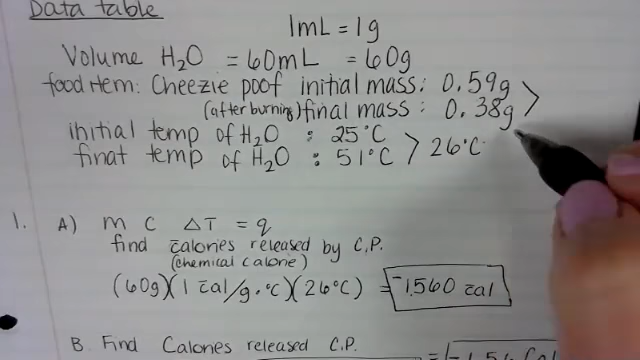 Data table
1mL = 1g
Volume H₂O = 60mL = 60g
food item: Cheezie poof initial mass: 0.59g
(after burning) final mass: 0.38g
initial temp of H₂O : 25°C
final temp of H₂O : 51°C > 26°C
1. A) m c ΔT = q
find calories released by C.P.
(chemical calorie)
(60g)(1 cal/g·°C)(26°C) = -1,560 cal
B. Find Calories released C.P.